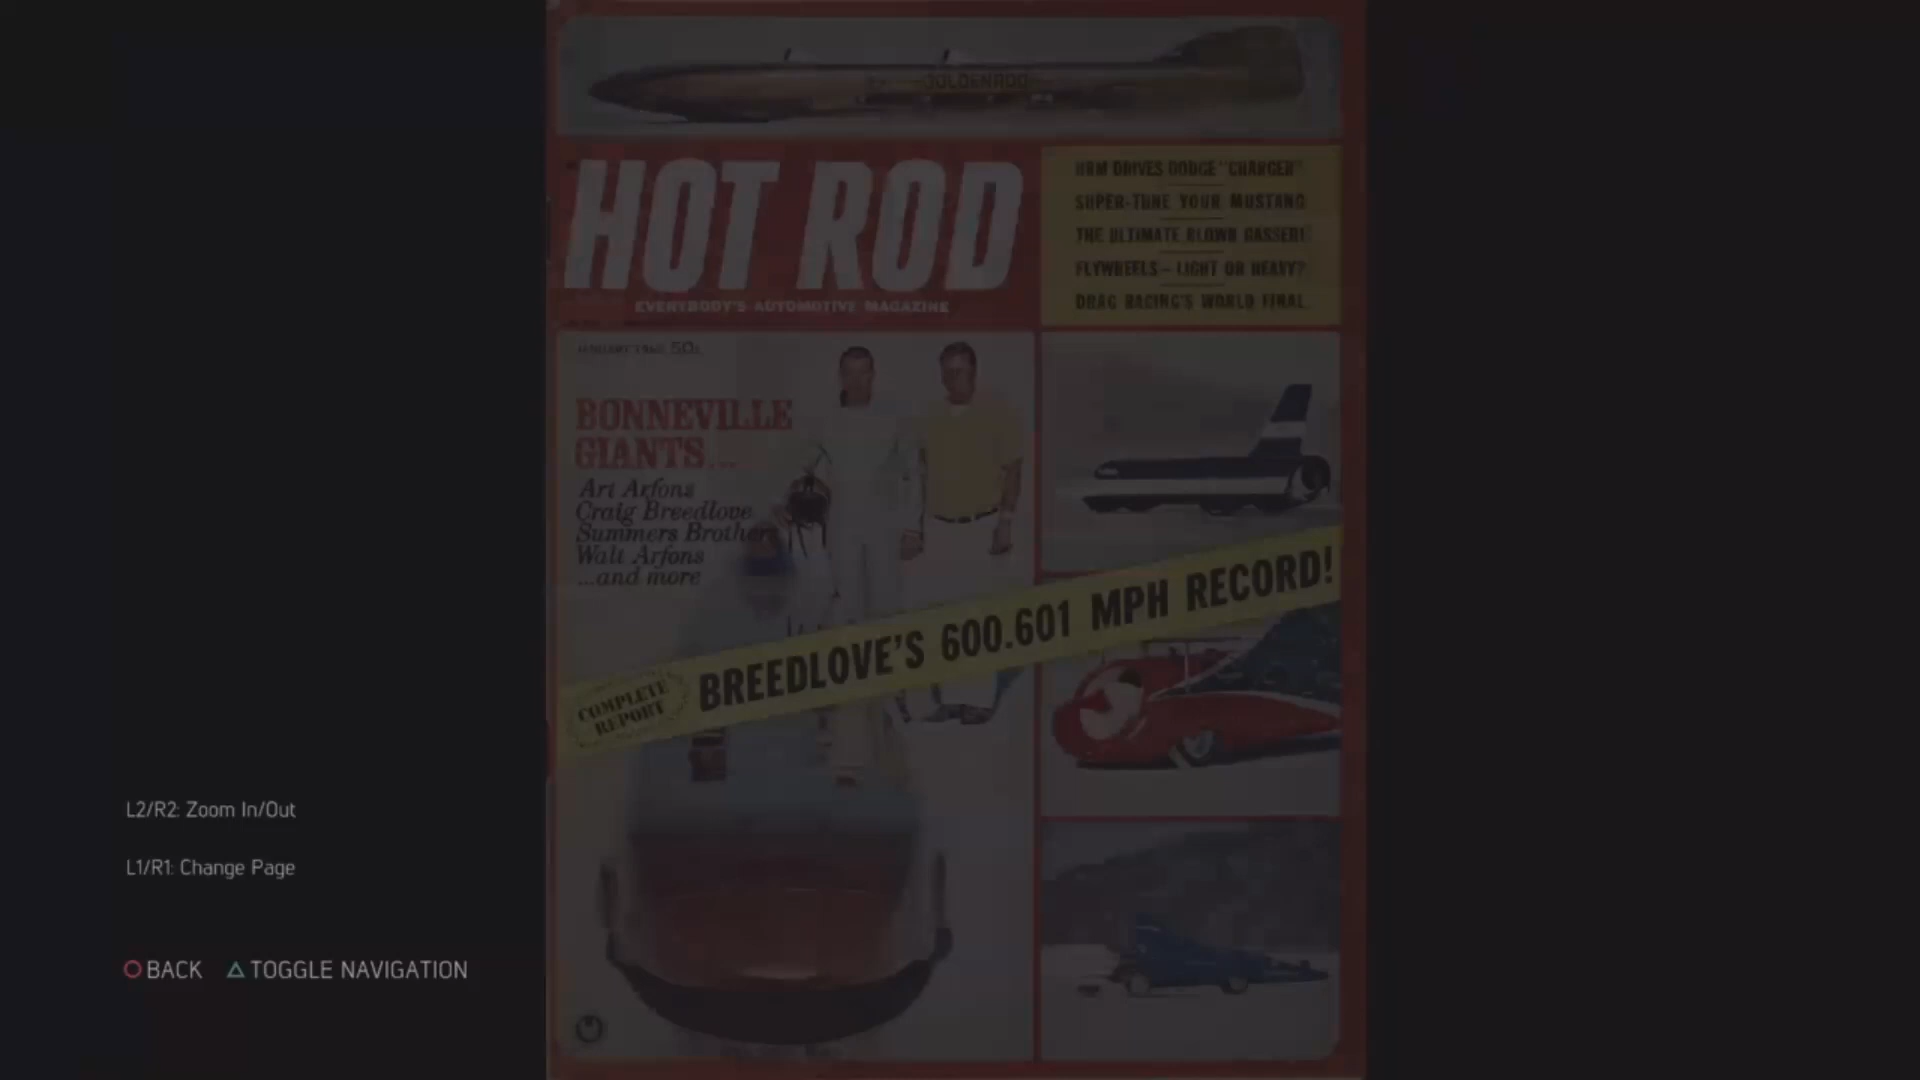 GOLDENROD
HOT ROD
EVERYBODY'S AUTOMOTIVE MAGAZINE
HRM DRIVES DODGE "CHARGER"
SUPER-TUNE YOUR MUSTANG
THE ULTIMATE BLOWN GASSER!
FLYWHEELS—LIGHT OR HEAVY?
DRAG RACING'S WORLD FINAL
JANUARY 50c
BONNEVILLE
GIANTS...
Art Arfons
Craig Breedlove
Summers Brothers
Walt Arfons
...and more
COMPLETE
REPORT
BREEDLOVE'S 600.601 MPH RECORD!
L2/R2: Zoom In/Out
L1/R1: Change Page
BACK TOGGLE NAVIGATION